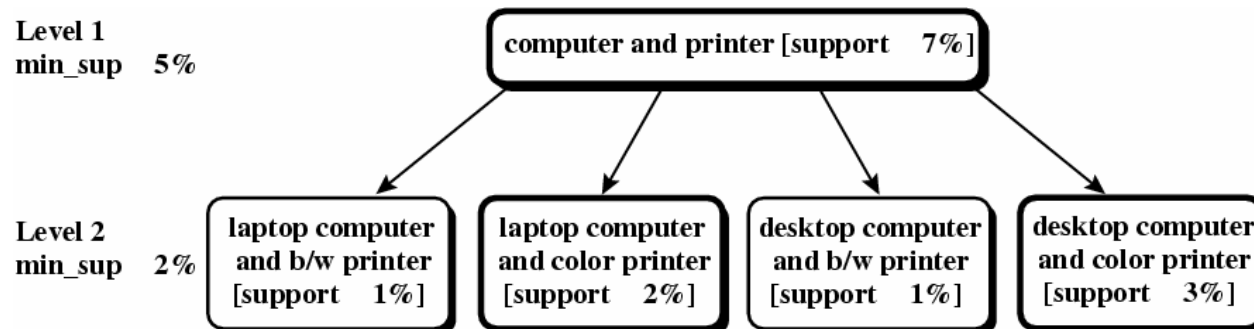 Level 1
min_sup 5%
computer and printer [support 7%]
Level 2
min_sup 2%
laptop computer
and b/w printer
[support 1%]
laptop computer
and color printer
[support 2%]
desktop computer
and b/w printer
[support 1%]
desktop computer
and color printer
[support 3%]